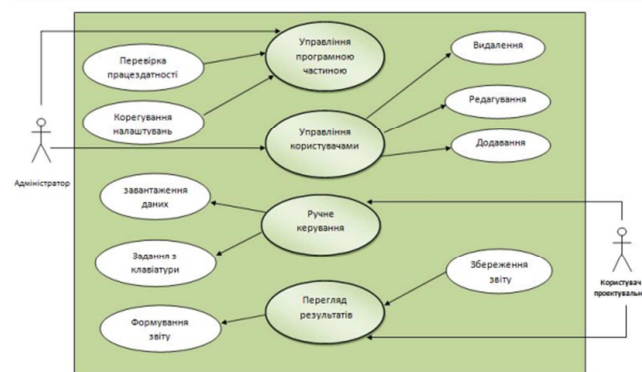 Управління
програмною
частиною
Перевірка
працездатності
Корегування
налаштувань
Видалення
Редагування
Додавання
Управління
користувачами
Адміністратор
завантаження
даних
Ручне
керування
Задання з
клавіатури
Збереження
звіту
Перегляд
результатів
Формування
звіту
Користувач